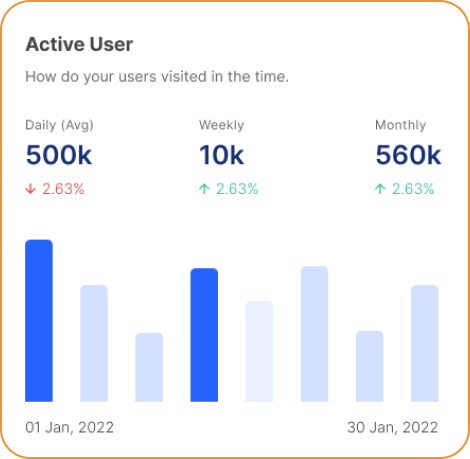 Active User
How do your users visited in the time.
Daily (Avg) Weekly Monthly
500k 10k 560k
↓ 2.63% ↑ 2.63% ↑ 2.63%
01 Jan, 2022 30 Jan, 2022